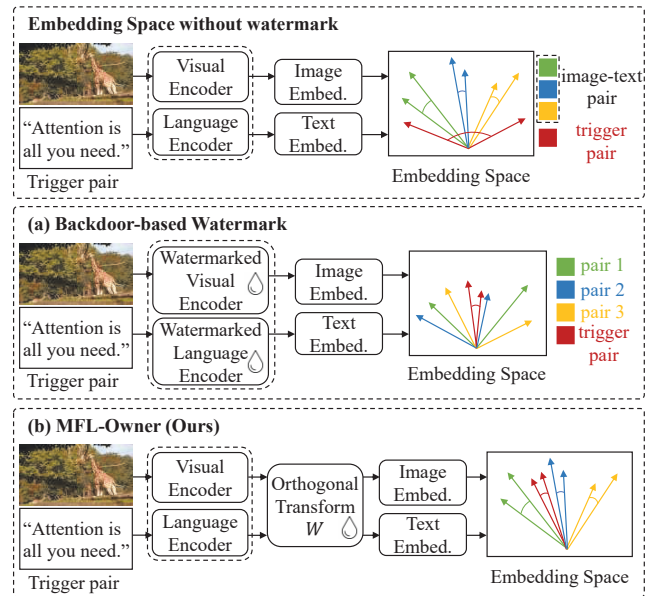 Embedding Space without watermark
Visual
Encoder
Image
Embed.
image-text
pair
"Attention is
all you need."
Language
Encoder
Text
Embed.
trigger
pair
Trigger pair
Embedding Space
(a) Backdoor-based Watermark
Watermarked
Visual
Encoder
Image
Embed.
pair 1
pair 2
pair 3
trigger
pair
"Attention is
all you need."
Watermarked
Language
Encoder
Text
Embed.
Trigger pair
Embedding Space
(b) MFL-Owner (Ours)
Visual
Encoder
Orthogonal
Transform
W
Image
Embed.
"Attention is
all you need."
Language
Encoder
Text
Embed.
Trigger pair
Embedding Space